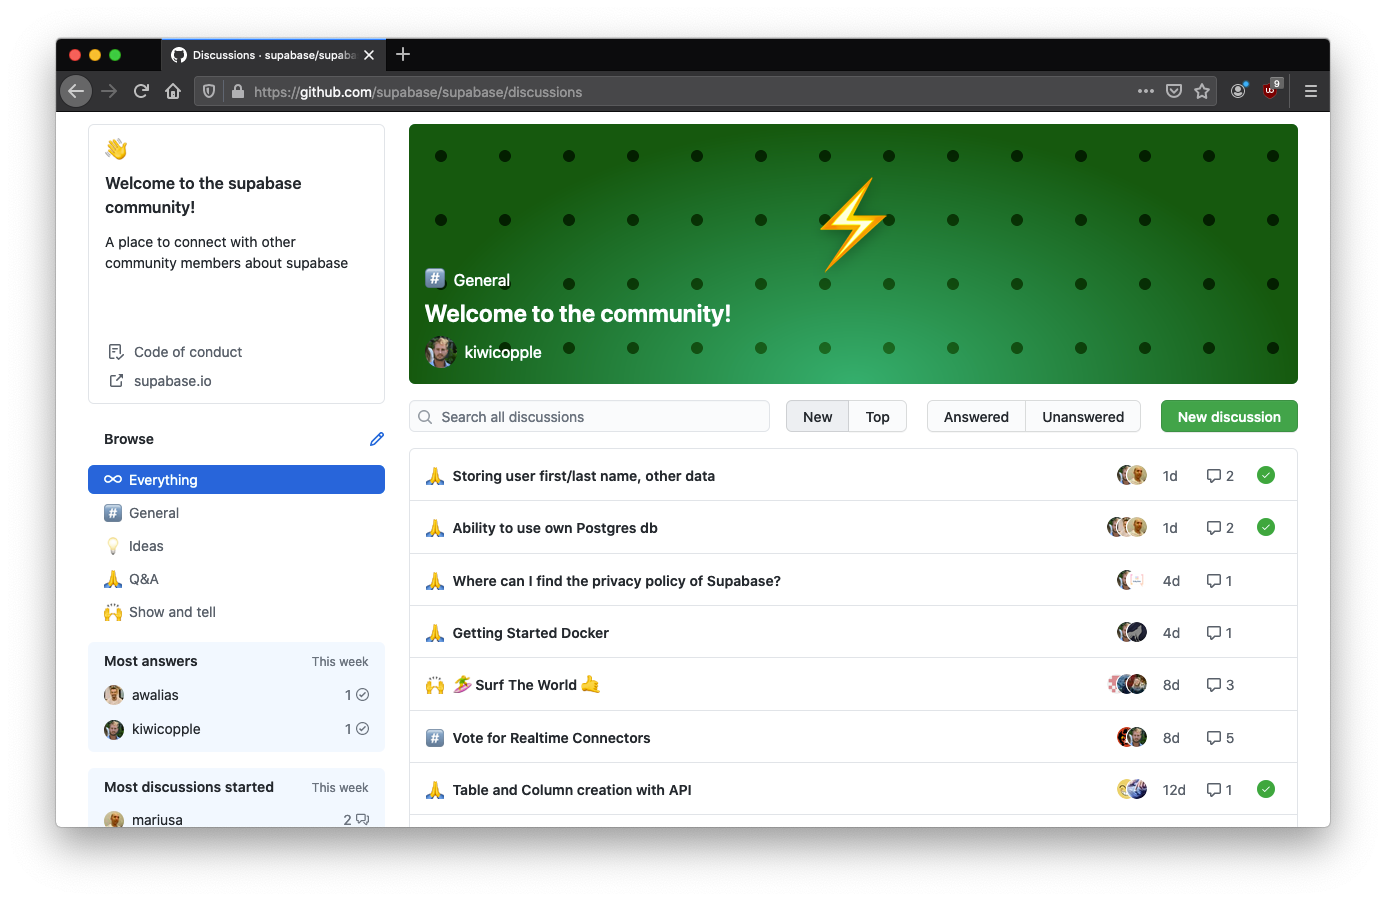 Discussions · supabase/supaba
https://github.com/supabase/supabase/discussions
9
Welcome to the supabase
community!
A place to connect with other
community members about supabase
Code of conduct
supabase.io
# General
Welcome to the community!
kiwicopple
Search all discussions
New
Top
Answered
Unanswered
New discussion
Browse
Everything
# General
Ideas
Q&A
Show and tell
Most answers This week
awalias 1
kiwicopple 1
Most discussions started This week
mariusa 2
Storing user first/last name, other data 1d 2
Ability to use own Postgres db 1d 2
Where can I find the privacy policy of Supabase? 4d 1
Getting Started Docker 4d 1
Surf The World 8d 3
# Vote for Realtime Connectors 8d 5
Table and Column creation with API 12d 1